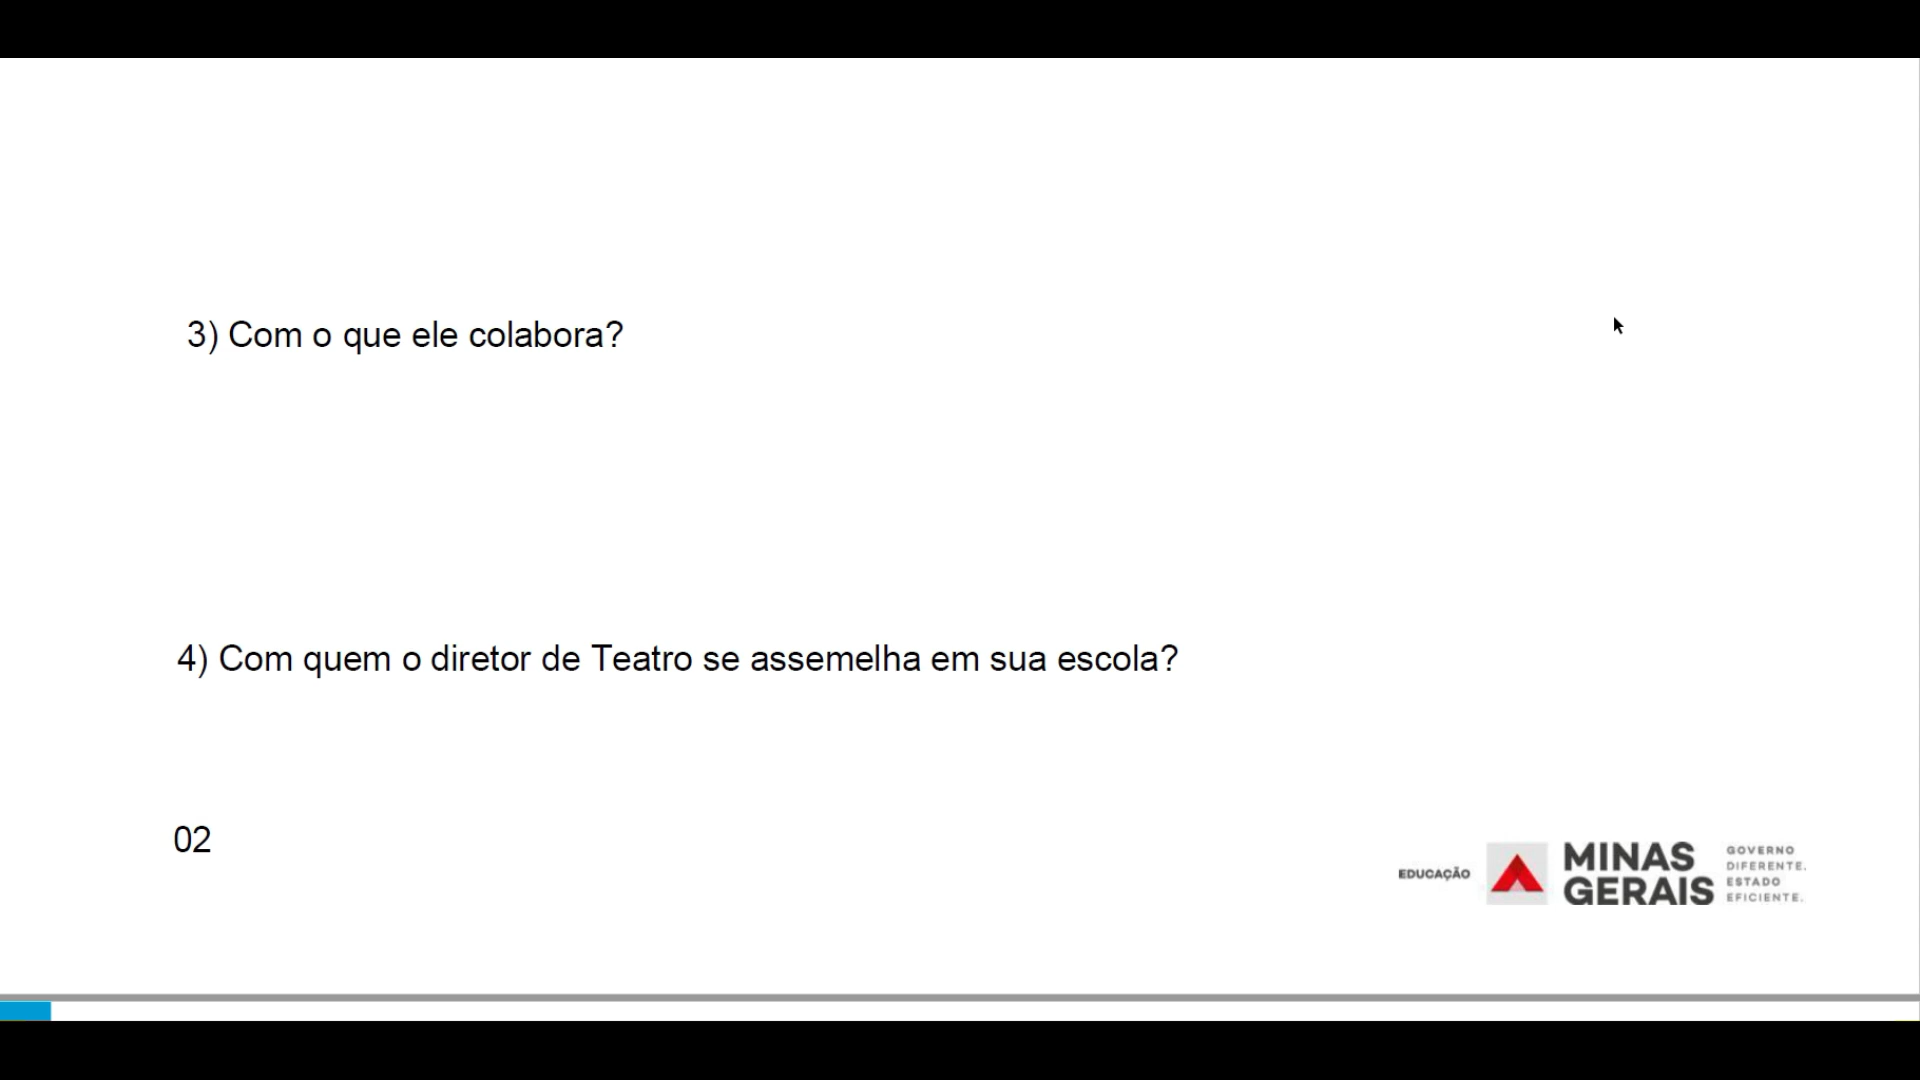 3) Com o que ele colabora?
4) Com quem o diretor de Teatro se assemelha em sua escola?
02
EDUCAÇÃO
MINAS
GERAIS
GOVERNO
DIFERENTE.
ESTADO
EFICIENTE.